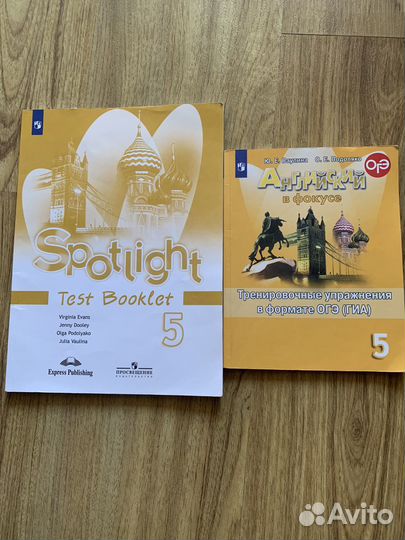 Spotlight
Test Booklet
5
Virginia Evans
Jenny Dooley
Olga Podolyako
Julia Vaulina
Express Publishing
ПРОСВЕЩЕНИЕ
ИЗДАТЕЛЬСТВО
Ю. Е. Ваулина О. Е. Подоляко
ОГЭ
Английский
в фокусе
Тренировочные упражнения
в формате ОГЭ (ГИА)
5
Avito